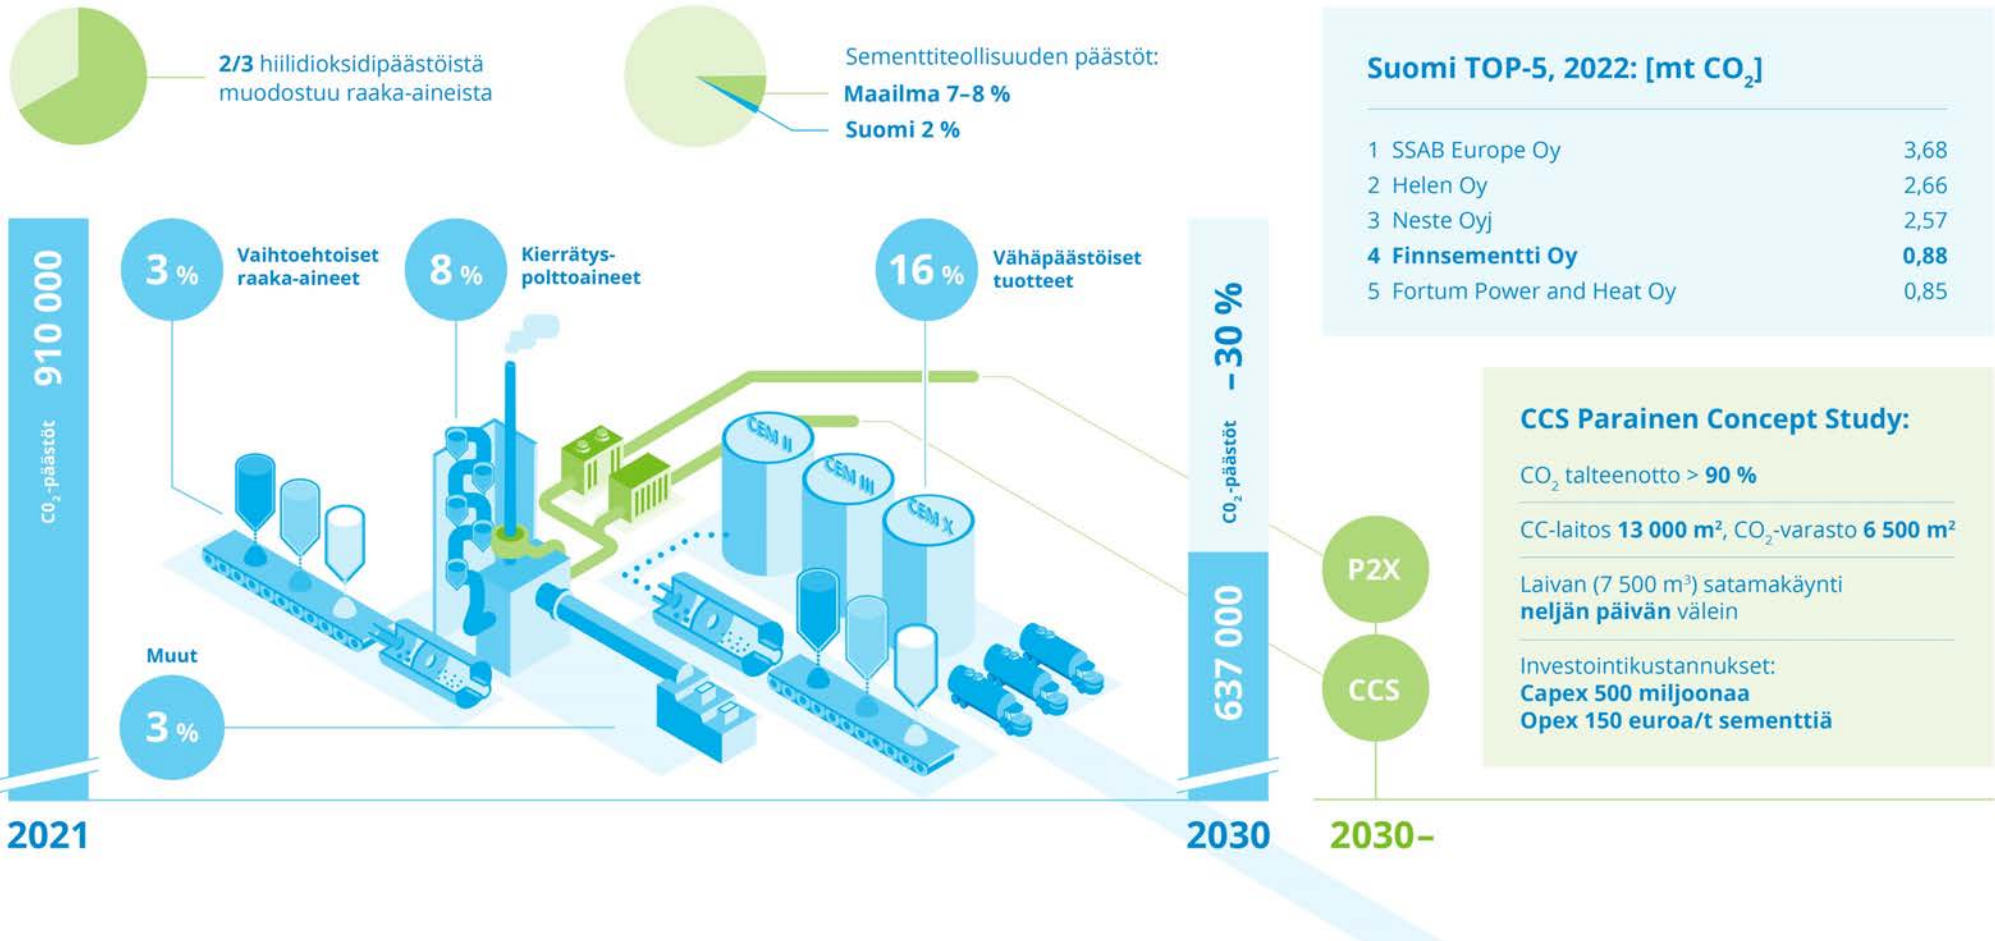 2/3 hiilidioksidipäästöistä
muodostuu raaka-aineista
Sementtiteollisuuden päästöt:
Maailma 7–8 %
Suomi 2 %
Suomi TOP-5, 2022: [mt CO₂]
1 SSAB Europe Oy 3,68
2 Helen Oy 2,66
3 Neste Oyj 2,57
4 Finnsementti Oy 0,88
5 Fortum Power and Heat Oy 0,85
CO₂-päästöt 910 000
3 %
Vaihtoehtoiset
raaka-aineet
8 %
Kierrätys-
polttoaineet
16 %
Vähäpäästöiset
tuotteet
CEM II
CEM III
CEM X
Muut
3 %
CO₂-päästöt – 30 %
637 000
P2X
CCS
CCS Parainen Concept Study:
CO₂ talteenotto > 90 %
CC-laitos 13 000 m², CO₂-varasto 6 500 m²
Laivan (7 500 m³) satamakäynti
neljän päivän välein
Investointikustannukset:
Capex 500 miljoonaa
Opex 150 euroa/t sementtiä
2021
2030
2030–